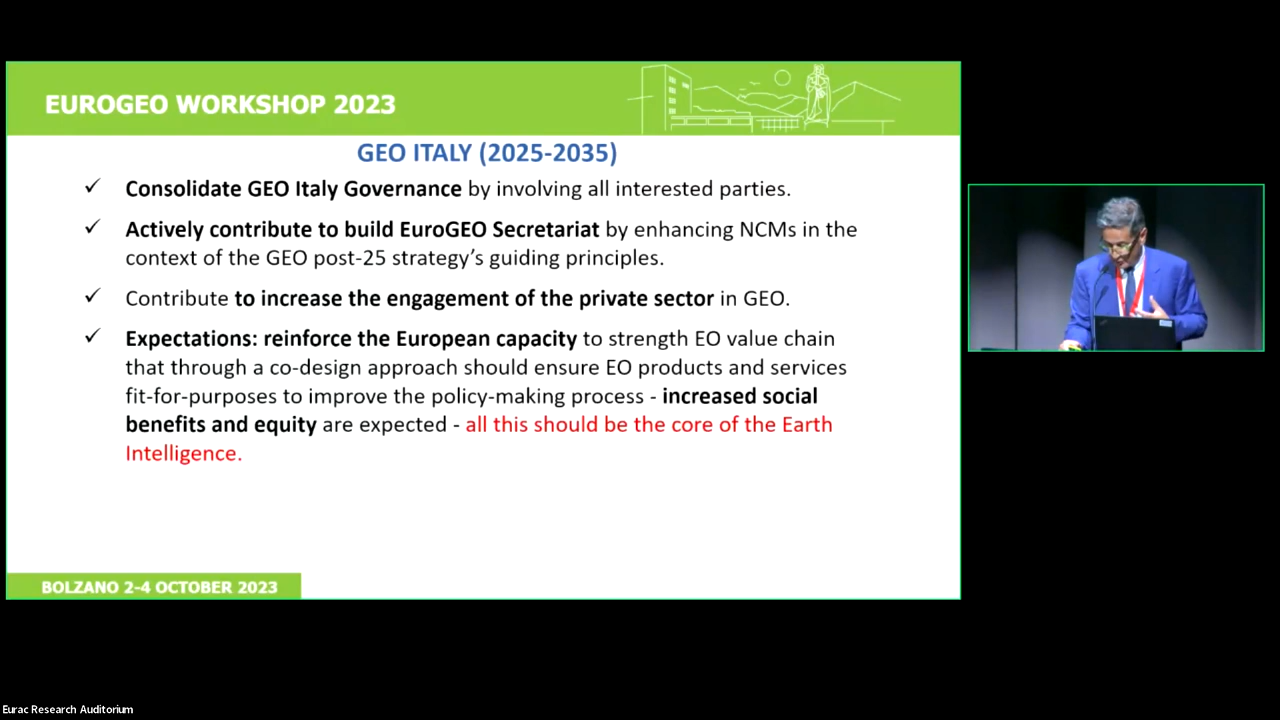 EUROGEO WORKSHOP 2023
GEO ITALY (2025-2035)
✓ Consolidate GEO Italy Governance by involving all interested parties.
✓ Actively contribute to build EuroGEO Secretariat by enhancing NCMs in the
context of the GEO post-25 strategy's guiding principles.
✓ Contribute to increase the engagement of the private sector in GEO.
✓ Expectations: reinforce the European capacity to strength EO value chain
that through a co-design approach should ensure EO products and services
fit-for-purposes to improve the policy-making process - increased social
benefits and equity are expected - all this should be the core of the Earth
Intelligence.
BOLZANO 2-4 OCTOBER 2023
Eurac Research Auditorium